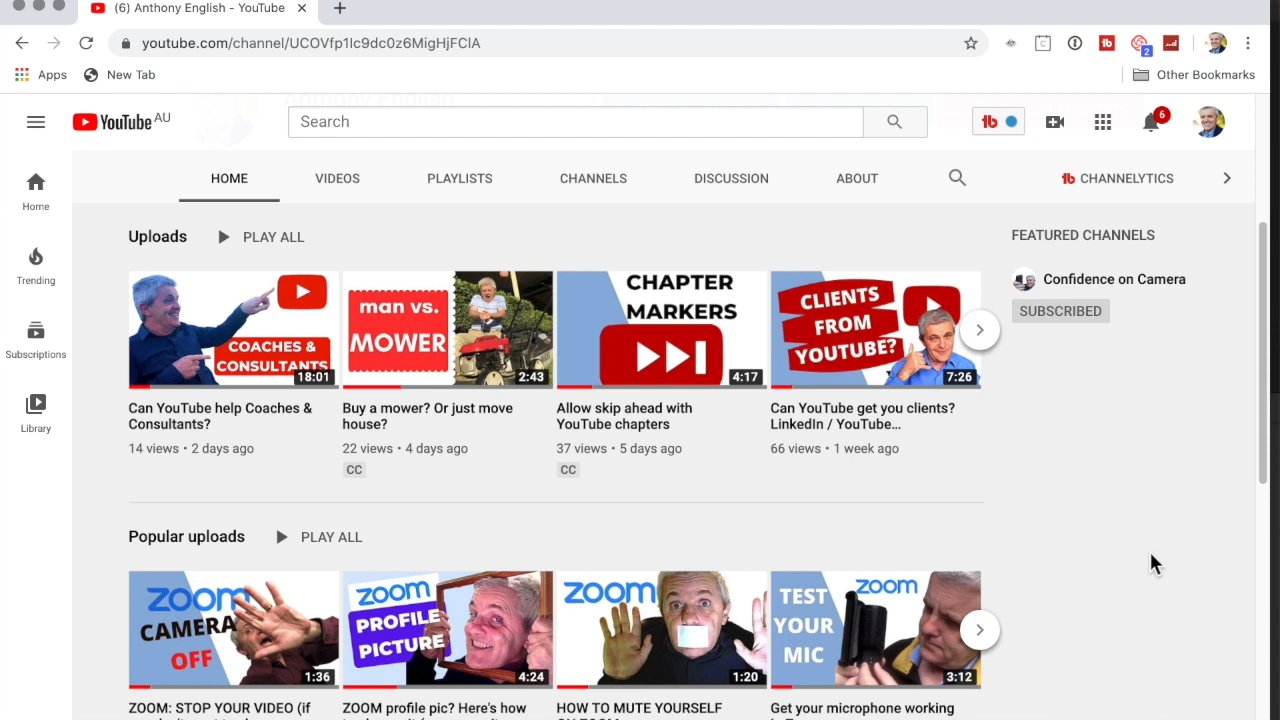 (6) Anthony English - YouTube
youtube.com/channel/UCOVfp1Ic9dc0z6MigHjFClA
2
Apps
New Tab
Other Bookmarks
Anthony English
YouTube AU
Search
tb
6
HOME
VIDEOS
PLAYLISTS
CHANNELS
DISCUSSION
ABOUT
tb CHANNELYTICS
Home
Trending
Subscriptions
Library
Uploads
PLAY ALL
FEATURED CHANNELS
Confidence on Camera
SUBSCRIBED
COACHES &
CONSULTANTS
18:01
man vs.
MOWER
2:43
CHAPTER
MARKERS
4:17
CLIENTS
FROM
YOUTUBE?
7:26
Can YouTube help Coaches &
Consultants?
14 views • 2 days ago
Buy a mower? Or just move
house?
22 views • 4 days ago
CC
Allow skip ahead with
YouTube chapters
37 views • 5 days ago
CC
Can YouTube get you clients?
LinkedIn / YouTube...
66 views • 1 week ago
Popular uploads
PLAY ALL
zoom
CAMERA
OFF
1:36
zoom
PROFILE
PICTURE
4:24
zoom
1:20
TEST
YOUR
MIC
zoom
3:12
ZOOM: STOP YOUR VIDEO (if
ZOOM profile pic? Here's how
HOW TO MUTE YOURSELF
Get your microphone working